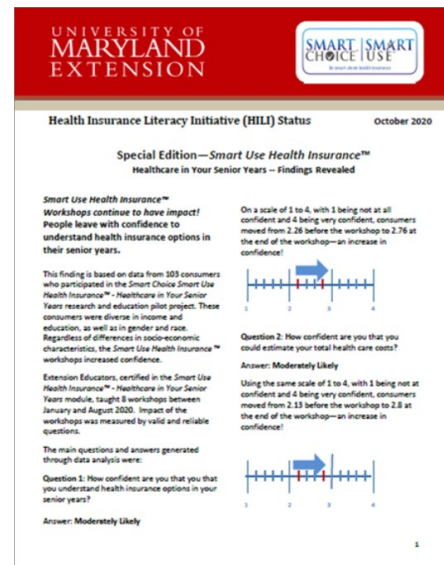 UNIVERSITY OF
MARYLAND
EXTENSION
SMART | SMART
CHOICE | USE
Health Insurance Literacy Initiative (HILI) Status October 2020
Special Edition—Smart Use Health Insurance™
Healthcare in Your Senior Years -- Findings Revealed
Smart Use Health Insurance™
Workshops continue to have impact!
People leave with confidence to
understand health insurance options in
their senior years.
This finding is based on data from 103 consumers
who participated in the Smart Choice Smart Use
Health Insurance™ - Healthcare in Your Senior
Years research and education pilot project. These
consumers were diverse in income and
education, as well as in gender and race.
Regardless of differences in socio-economic
characteristics, the Smart Use Health Insurance ™
workshops increased confidence.
Extension Educators, certified in the Smart Use
Health Insurance™ - Healthcare in Your Senior
Years module, taught 8 workshops between
January and August 2020. Impact of the
workshops was measured by valid and reliable
questions.
The main questions and answers generated
through data analysis were:
Question 1: How confident are you that you that
you understand health insurance options in your
senior years?
Answer: Moderately Likely
On a scale of 1 to 4, with 1 being not at all
confident and 4 being very confident, consumers
moved from 2.26 before the workshop to 2.76 at
the end of the workshop—an increase in
confidence!
1 2 3 4
Question 2: How confident are you that you
could estimate your total health care costs?
Answer: Moderately Likely
Using the same scale of 1 to 4, with 1 being not at
confident and 4 being very confident, consumers
moved from 2.13 before the workshop to 2.8 at
the end of the workshop—an increase in
confidence!
1 2 3 4
1